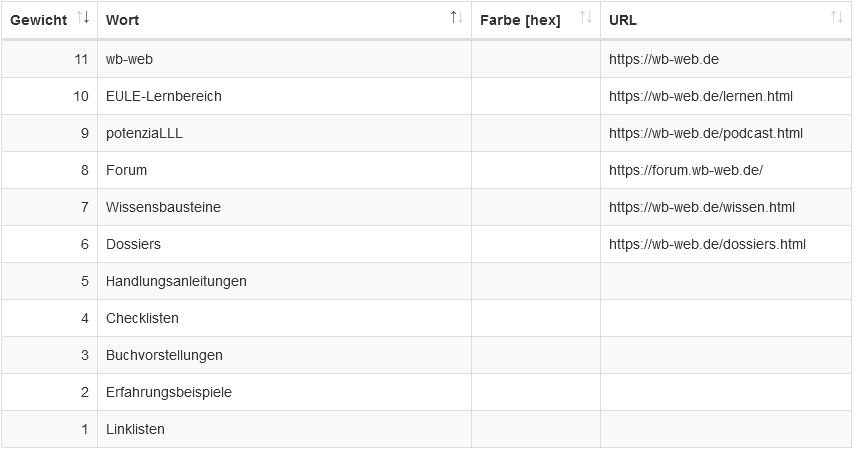 Gewicht Wort Farbe [hex] URL
11 wb-web https://wb-web.de
10 EULE-Lernbereich https://wb-web.de/lernen.html
9 potenziaLLL https://wb-web.de/podcast.html
8 Forum https://forum.wb-web.de/
7 Wissensbausteine https://wb-web.de/wissen.html
6 Dossiers https://wb-web.de/dossiers.html
5 Handlungsanleitungen
4 Checklisten
3 Buchvorstellungen
2 Erfahrungsbeispiele
1 Linklisten